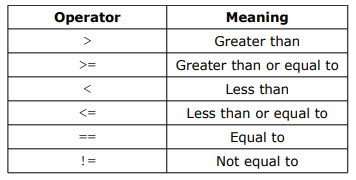 Operator Meaning
> Greater than
>= Greater than or equal to
< Less than
<= Less than or equal to
== Equal to
!= Not equal to